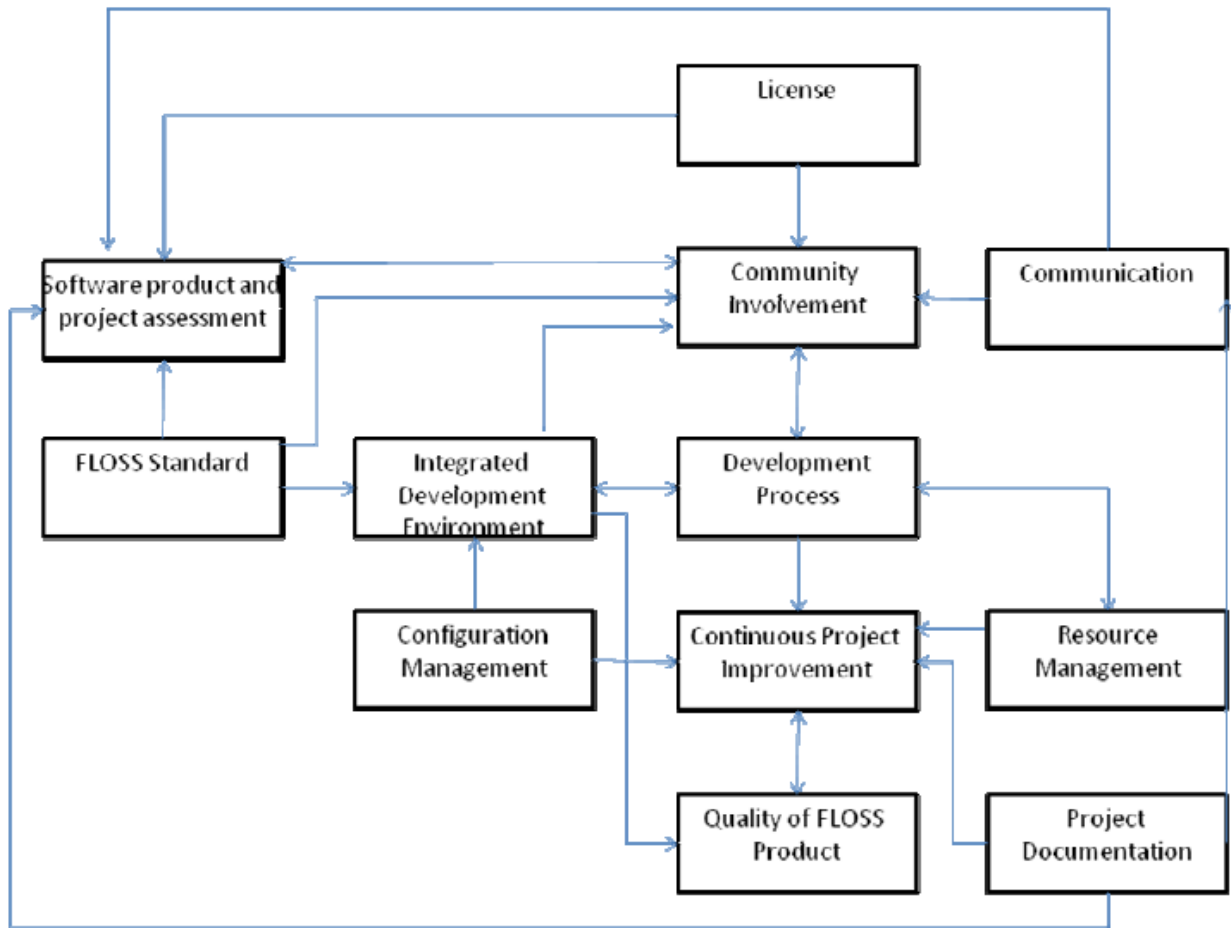 License
Software product and
project assessment
Community
Involvement
Communication
FLOSS Standard
Integrated
Development
Environment
Development
Process
Configuration
Management
Continuous Project
Improvement
Resource
Management
Quality of FLOSS
Product
Project
Documentation